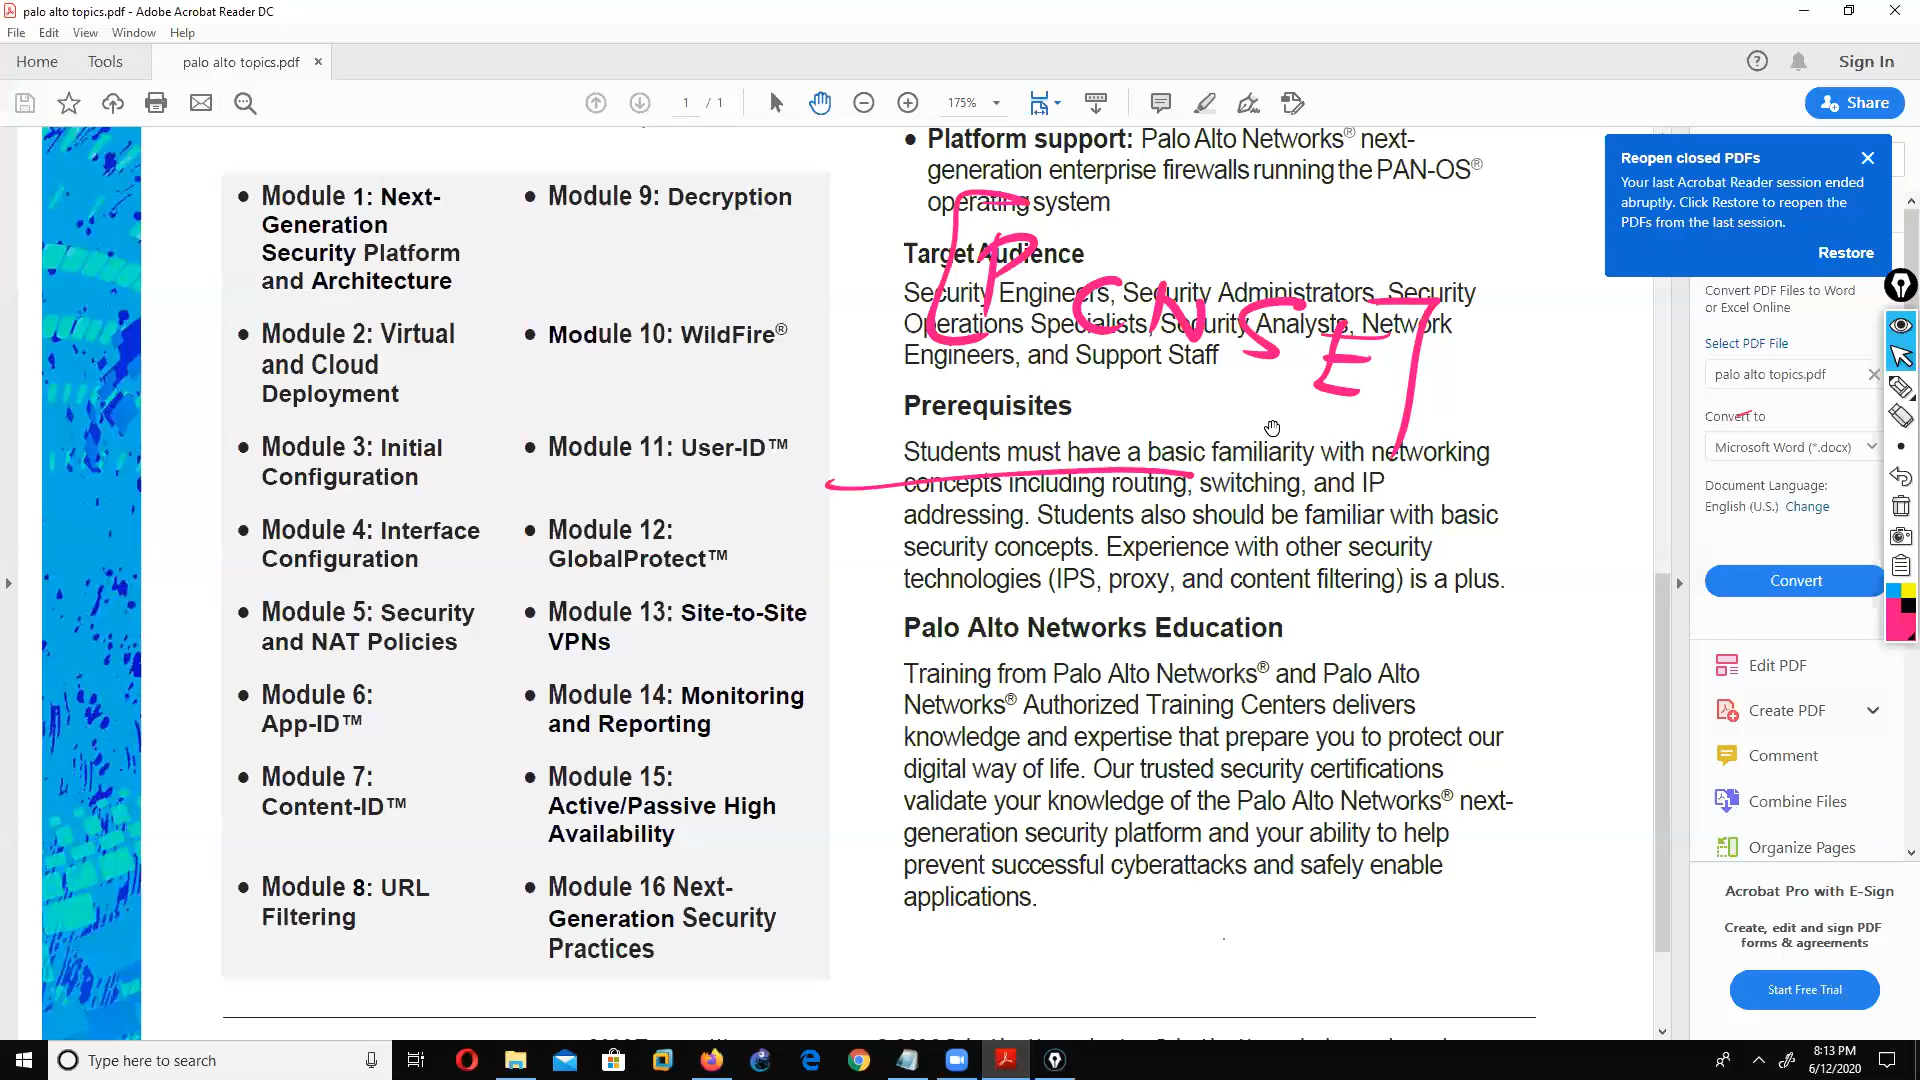 palo alto topics.pdf - Adobe Acrobat Reader DC
File Edit View Window Help
Home Tools palo alto topics.pdf × Sign In
1 / 1 175% Share
• Module 1: Next-
Generation
Security Platform
and Architecture
• Module 2: Virtual
and Cloud
Deployment
• Module 3: Initial
Configuration
• Module 4: Interface
Configuration
• Module 5: Security
and NAT Policies
• Module 6:
App-ID™
• Module 7:
Content-ID™
• Module 8: URL
Filtering
• Module 9: Decryption
• Module 10: WildFire®
• Module 11: User-ID™
• Module 12:
GlobalProtect™
• Module 13: Site-to-Site
VPNs
• Module 14: Monitoring
and Reporting
• Module 15:
Active/Passive High
Availability
• Module 16 Next-
Generation Security
Practices
• Platform support: Palo Alto Networks® next-
generation enterprise firewalls running the PAN-OS®
operating system
Target Audience
Security Engineers, Security Administrators, Security
Operations Specialists, Security Analysts, Network
Engineers, and Support Staff
PCNSE
Prerequisites
Students must have a basic familiarity with networking
concepts including routing, switching, and IP
addressing. Students also should be familiar with basic
security concepts. Experience with other security
technologies (IPS, proxy, and content filtering) is a plus.
Palo Alto Networks Education
Training from Palo Alto Networks® and Palo Alto
Networks® Authorized Training Centers delivers
knowledge and expertise that prepare you to protect our
digital way of life. Our trusted security certifications
validate your knowledge of the Palo Alto Networks® next-
generation security platform and your ability to help
prevent successful cyberattacks and safely enable
applications.
Reopen closed PDFs
Your last Acrobat Reader session ended
abruptly. Click Restore to reopen the
PDFs from the last session.
Restore
Convert PDF Files to Word
or Excel Online
Select PDF File
palo alto topics.pdf
Convert to
Microsoft Word (*.docx)
Document Language:
English (U.S.) Change
Convert
Edit PDF
Create PDF
Comment
Combine Files
Organize Pages
Acrobat Pro with E-Sign
Create, edit and sign PDF
forms & agreements
Start Free Trial
Type here to search
8:13 PM
6/12/2020